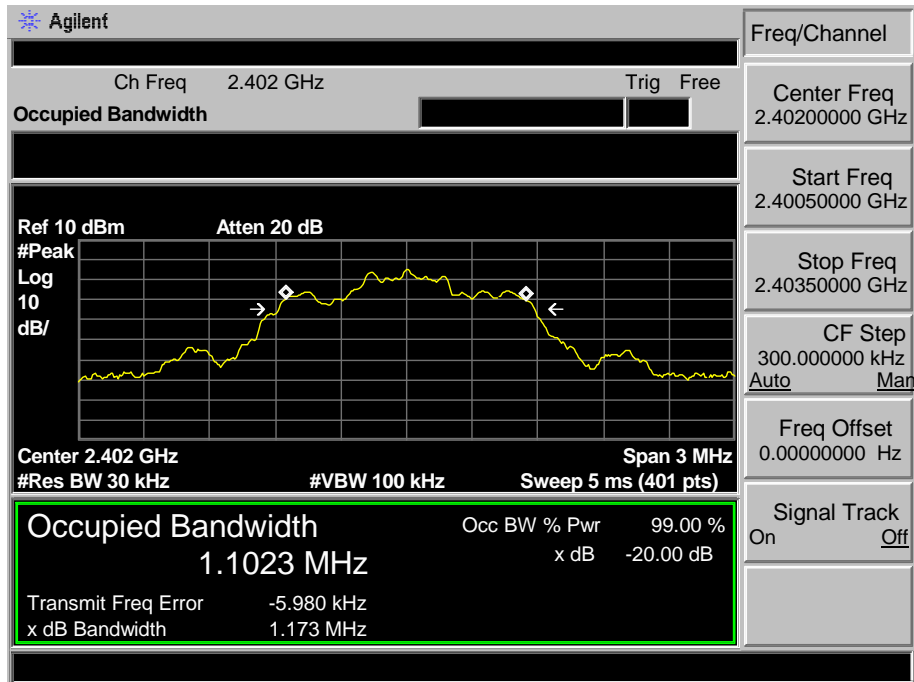 Agilent
Ch Freq 2.402 GHz Trig Free
Occupied Bandwidth
Ref 10 dBm Atten 20 dB
#Peak
Log
10
dB/
Center 2.402 GHz Span 3 MHz
#Res BW 30 kHz #VBW 100 kHz Sweep 5 ms (401 pts)
Occupied Bandwidth Occ BW % Pwr 99.00 %
1.1023 MHz x dB -20.00 dB
Transmit Freq Error -5.980 kHz
x dB Bandwidth 1.173 MHz
Freq/Channel
Center Freq
2.40200000 GHz
Start Freq
2.40050000 GHz
Stop Freq
2.40350000 GHz
CF Step
300.000000 kHz
Auto Man
Freq Offset
0.00000000 Hz
Signal Track
On Off